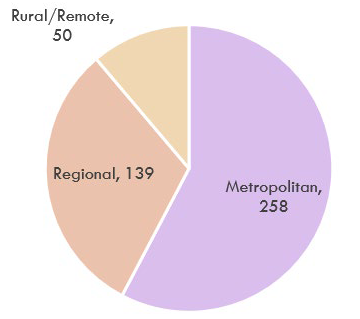 Rural/Remote,
50
Regional, 139
Metropolitan,
258